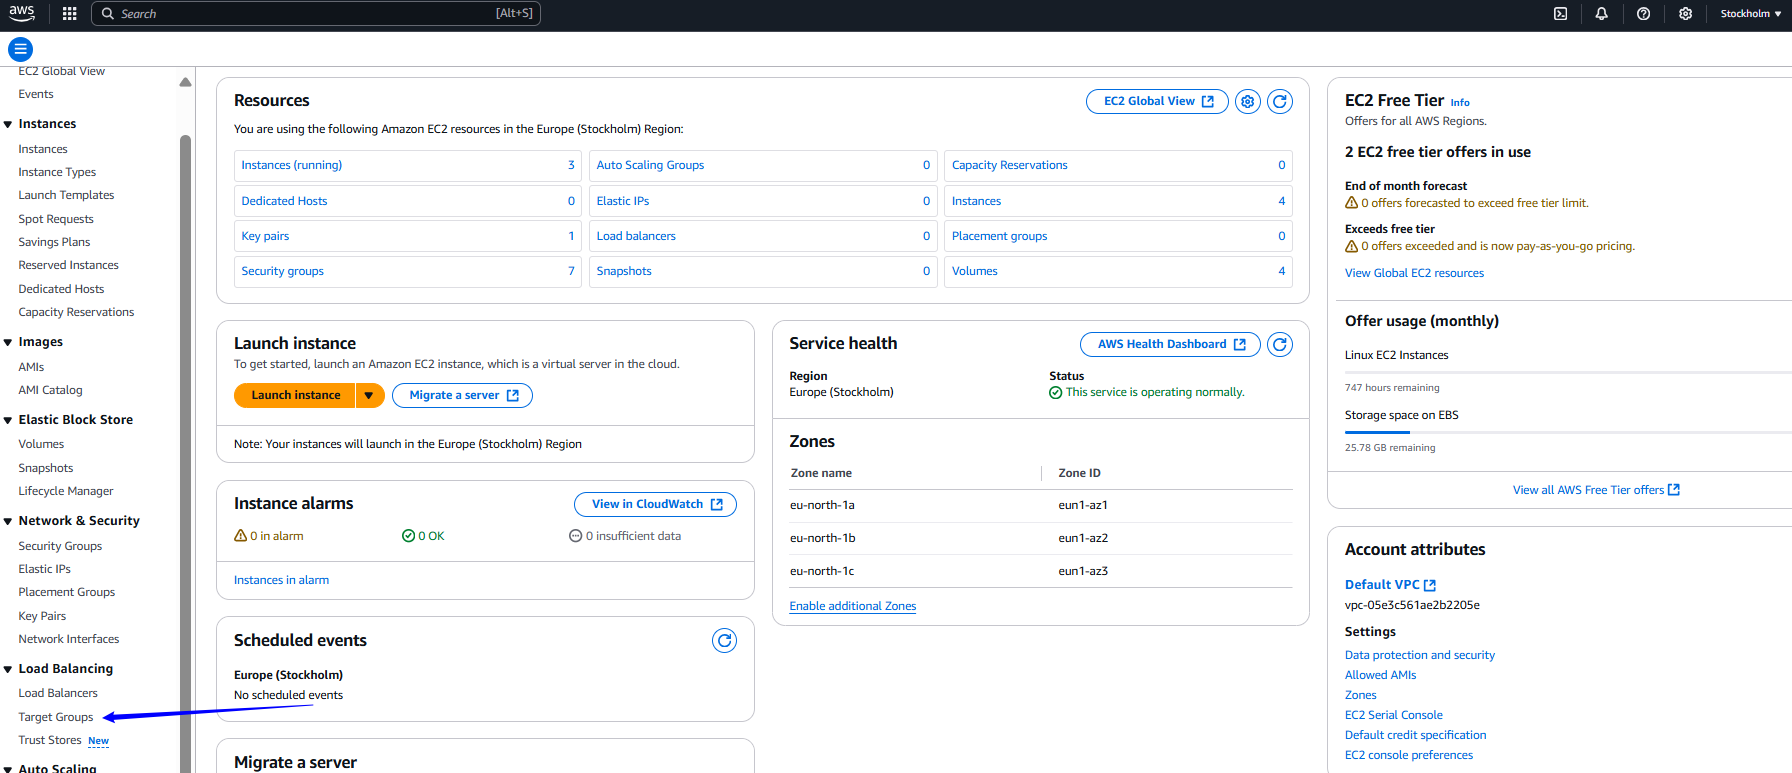 aws
Search
[Alt+S]
Stockholm
EC2 Global View
Events
Instances
Instances
Instance Types
Launch Templates
Spot Requests
Savings Plans
Reserved Instances
Dedicated Hosts
Capacity Reservations
Images
AMIs
AMI Catalog
Elastic Block Store
Volumes
Snapshots
Lifecycle Manager
Network & Security
Security Groups
Elastic IPs
Placement Groups
Key Pairs
Network Interfaces
Load Balancing
Load Balancers
Target Groups
Trust Stores New
Auto Scaling
Resources
EC2 Global View
You are using the following Amazon EC2 resources in the Europe (Stockholm) Region:
Instances (running) 3
Auto Scaling Groups 0
Capacity Reservations 0
Dedicated Hosts 0
Elastic IPs 0
Instances 4
Key pairs 1
Load balancers 0
Placement groups 0
Security groups 7
Snapshots 0
Volumes 4
Launch instance
To get started, launch an Amazon EC2 instance, which is a virtual server in the cloud.
Launch instance
Migrate a server
Note: Your instances will launch in the Europe (Stockholm) Region
Instance alarms
View in CloudWatch
0 in alarm
0 OK
0 insufficient data
Instances in alarm
Scheduled events
Europe (Stockholm)
No scheduled events
Migrate a server
Service health
AWS Health Dashboard
Region
Europe (Stockholm)
Status
This service is operating normally.
Zones
Zone name Zone ID
eu-north-1a eun1-az1
eu-north-1b eun1-az2
eu-north-1c eun1-az3
Enable additional Zones
EC2 Free Tier Info
Offers for all AWS Regions.
2 EC2 free tier offers in use
End of month forecast
0 offers forecasted to exceed free tier limit.
Exceeds free tier
0 offers exceeded and is now pay-as-you-go pricing.
View Global EC2 resources
Offer usage (monthly)
Linux EC2 Instances
747 hours remaining
Storage space on EBS
25.78 GB remaining
View all AWS Free Tier offers
Account attributes
Default VPC
vpc-05e3c561ae2b2205e
Settings
Data protection and security
Allowed AMIs
Zones
EC2 Serial Console
Default credit specification
EC2 console preferences